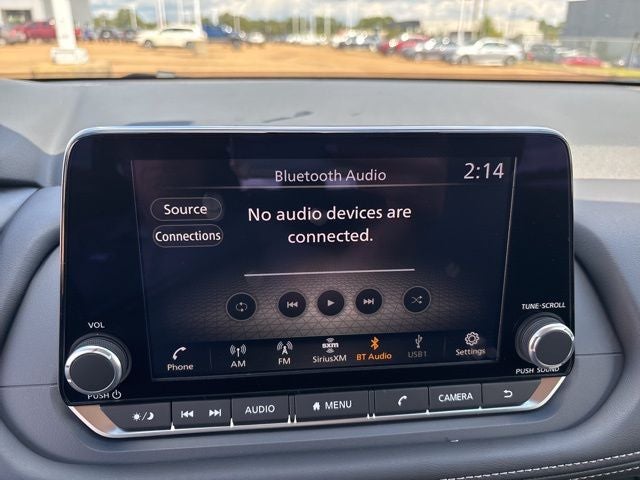 Bluetooth Audio
2:14
Source
No audio devices are
connected.
Connections
Phone
AM
FM
sxm
SiriusXM
BT Audio
USB1
Settings
VOL
PUSH
TUNE·SCROLL
PUSH SOUND
AUDIO
MENU
CAMERA